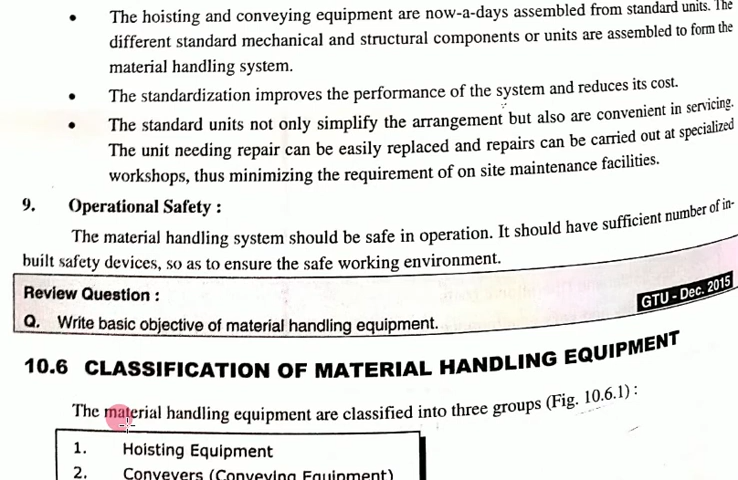 • The hoisting and conveying equipment are now-a-days assembled from standard units. The
different standard mechanical and structural components or units are assembled to form the
material handling system.
• The standardization improves the performance of the system and reduces its cost.
• The standard units not only simplify the arrangement but also are convenient in servicing.
The unit needing repair can be easily replaced and repairs can be carried out at specialized
workshops, thus minimizing the requirement of on site maintenance facilities.
9. Operational Safety :
The material handling system should be safe in operation. It should have sufficient number of in-
built safety devices, so as to ensure the safe working environment.
Review Question :
GTU - Dec. 2015
Q. Write basic objective of material handling equipment.
10.6 CLASSIFICATION OF MATERIAL HANDLING EQUIPMENT
The material handling equipment are classified into three groups (Fig. 10.6.1) :
1. Hoisting Equipment
2. Conveyers (Conveying Equipment)